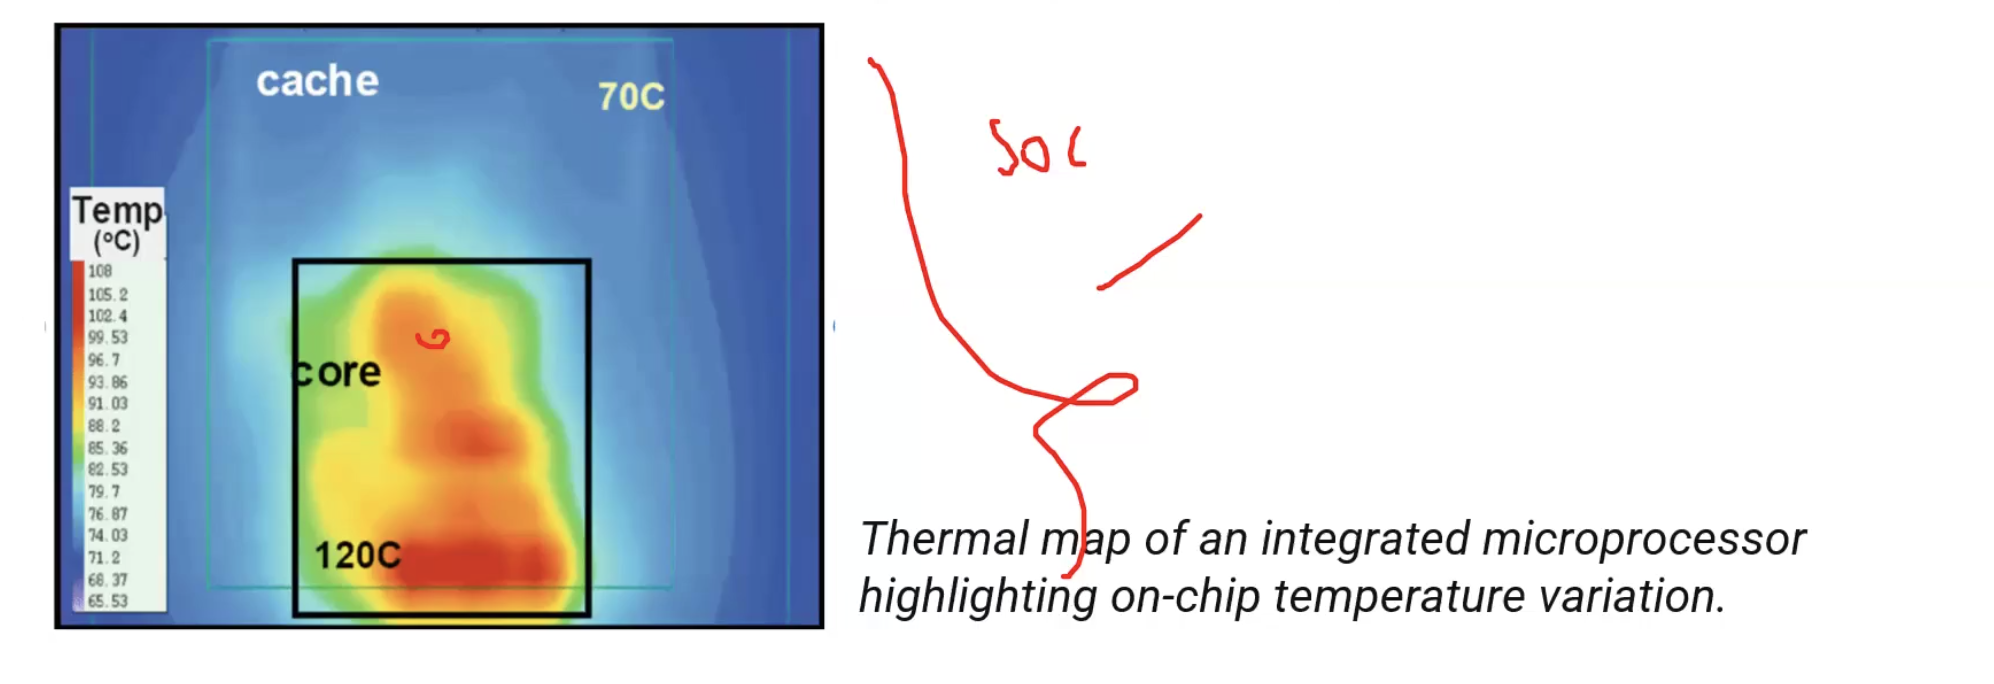 cache
70C
Temp
(°C)
108
105.2
102.4
99.53
96.7
93.86
91.03
88.2
85.36
82.53
79.7
76.87
74.03
71.2
68.37
65.53
core
120C
SOC
Thermal map of an integrated microprocessor
highlighting on-chip temperature variation.